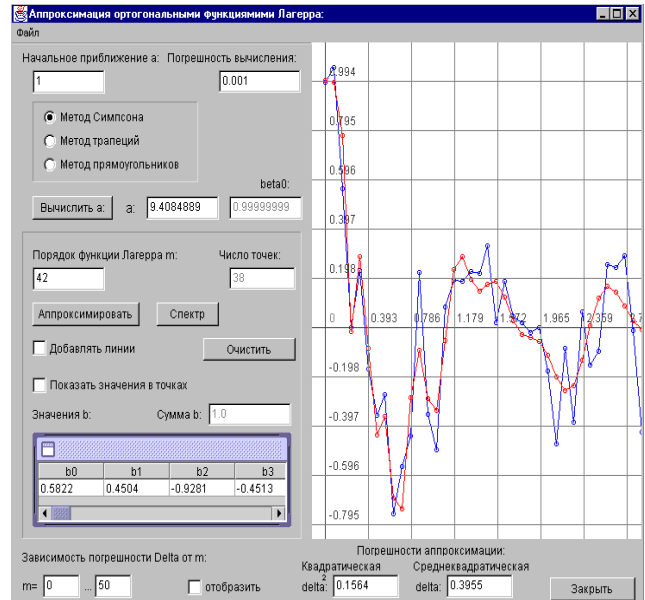 Аппроксимация ортогональными функциямими Лагерра:
Файл
Начальное приближение a: Погрешность вычисления:
1 0.001
Метод Симпсона
Метод трапеций
Метод прямоугольников
beta0:
Вычислить a: a: 9.4084889 0.99999999
Порядок функции Лагерра m: Число точек:
42 38
Аппроксимировать Спектр
Добавлять линии Очистить
Показать значения в точках
Значения b: Сумма b: 1.0
b0 b1 b2 b3
0.5822 0.4504 -0.9281 -0.4513
Зависимость погрешности Delta от m:
m= 0 ... 50 отобразить
0.994
0.795
0.596
0.397
0.198
0 0.393 0.786 1.179 1.572 1.965 2.359
-0.198
-0.397
-0.596
-0.795
Погрешности аппроксимации:
Квадратическая Среднеквадратическая
delta: 2 0.1564 delta: 0.3955
Закрыть